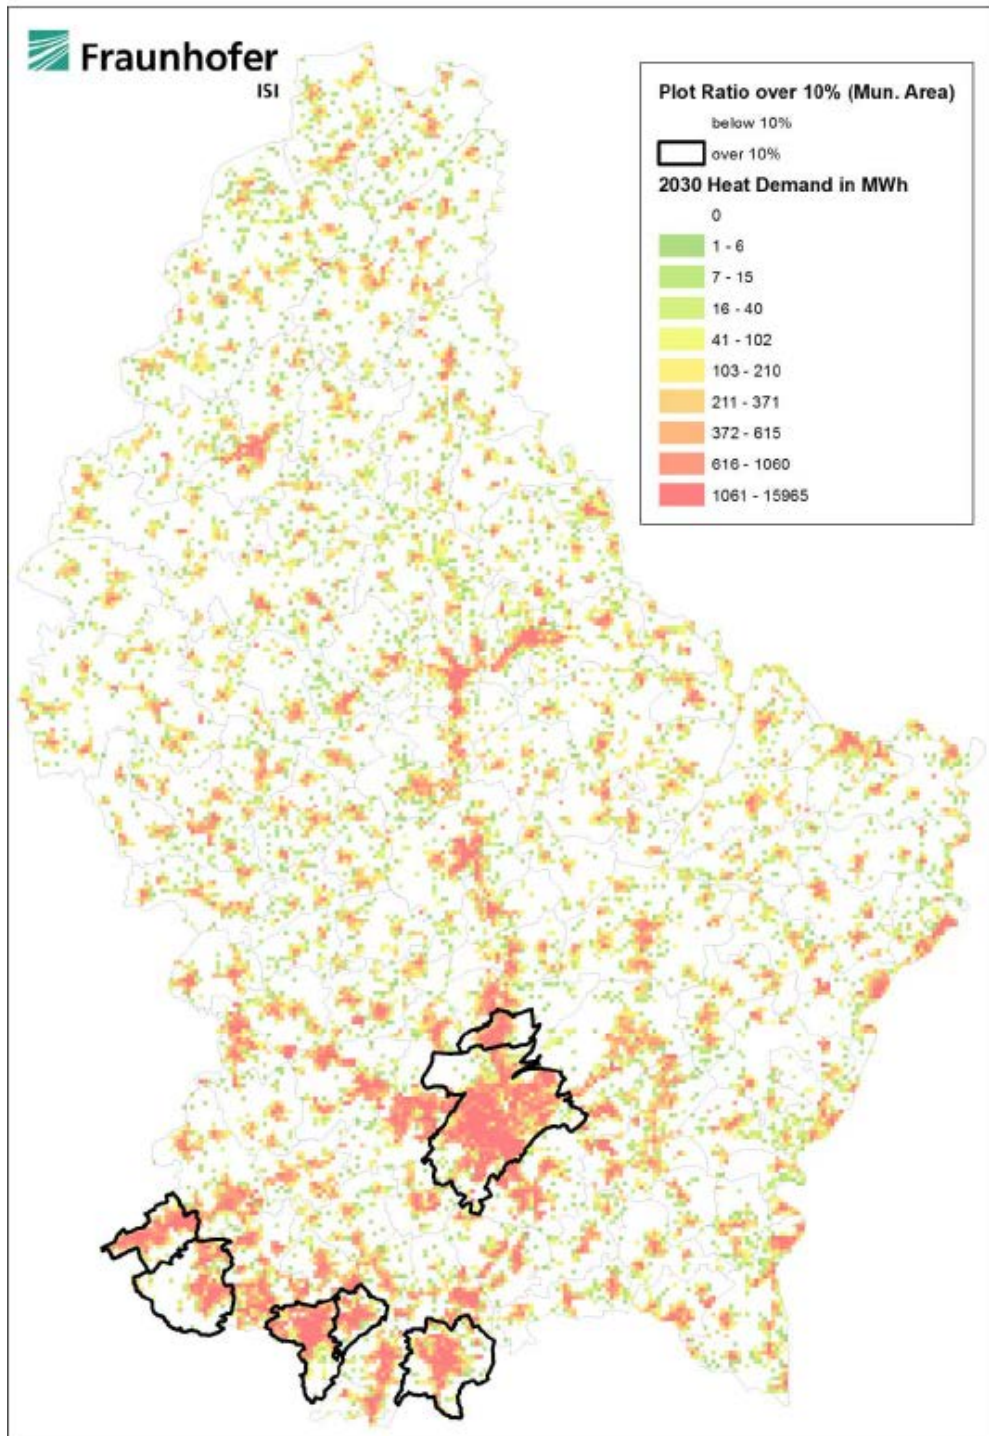 Fraunhofer
ISI
Plot Ratio over 10% (Mun. Area)
below 10%
over 10%
2030 Heat Demand in MWh
0
1 - 6
7 - 15
16 - 40
41 - 102
103 - 210
211 - 371
372 - 615
616 - 1060
1061 - 15965